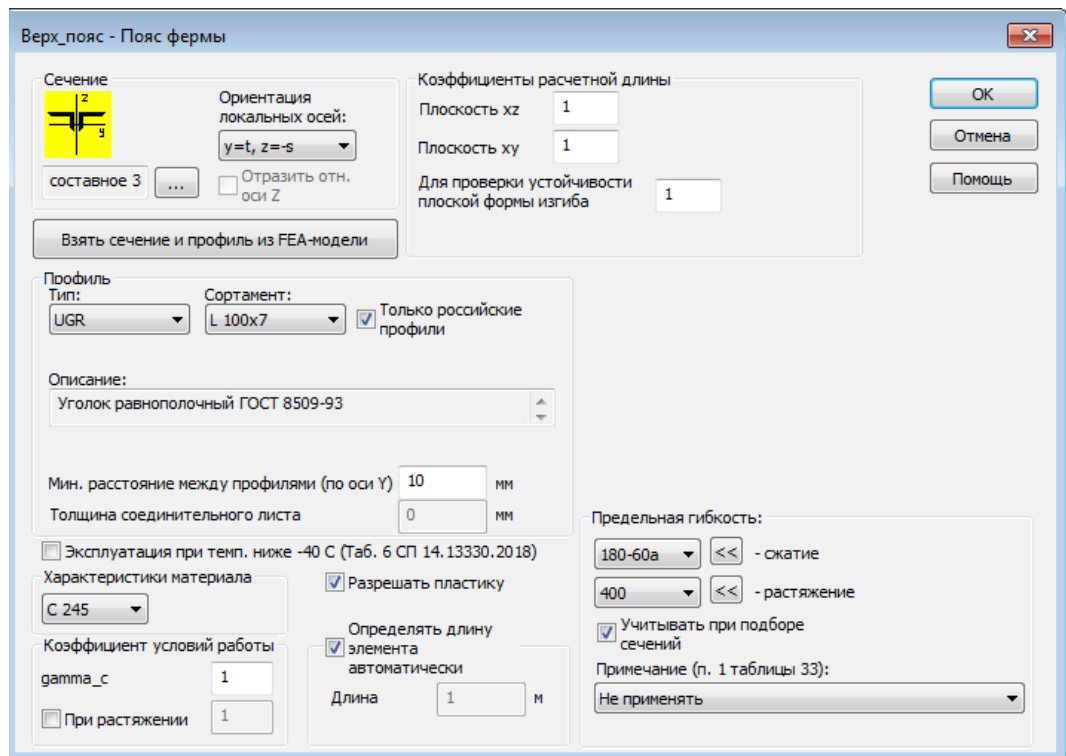 Верх_пояс - Пояс фермы
Сечение
z
y
Ориентация
локальных осей:
y=t, z=-s
составное 3
...
Отразить отн.
оси Z
Взять сечение и профиль из FEA-модели
Коэффициенты расчетной длины
Плоскость xz
1
Плоскость xy
1
Для проверки устойчивости
плоской формы изгиба
1
OK
Отмена
Помощь
Профиль
Тип:
UGR
Сортамент:
L 100x7
Только российские
профили
Описание:
Уголок равнополочный ГОСТ 8509-93
Мин. расстояние между профилями (по оси Y)
10
мм
Толщина соединительного листа
0
мм
Эксплуатация при темп. ниже -40 С (Таб. 6 СП 14.13330.2018)
Характеристики материала
С 245
Разрешать пластику
Коэффициент условий работы
gamma_c
1
При растяжении
1
Определять длину
элемента
автоматически
Длина
1
м
Предельная гибкость:
180-60a
<<
- сжатие
400
<<
- растяжение
Учитывать при подборе
сечений
Примечание (п. 1 таблицы 33):
Не применять